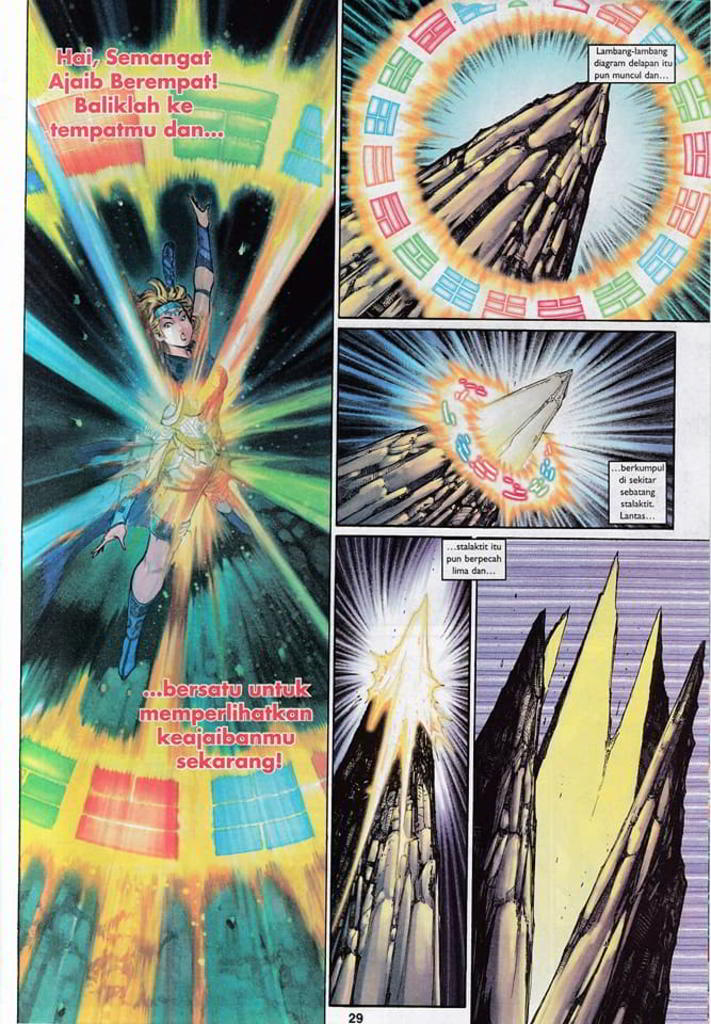 Hai, Semangat
Ajaib Berempat!
Baliklah ke
tempatmu dan...
...bersatu untuk
memperlihatkan
keajaibanmu
sekarang!
Lambang-lambang
diagram delapan itu
pun muncul dan...
...berkumpul
di sekitar
sebatang
stalaktit.
Lantas...
...stalaktit itu
pun berpecah
lima dan...
29